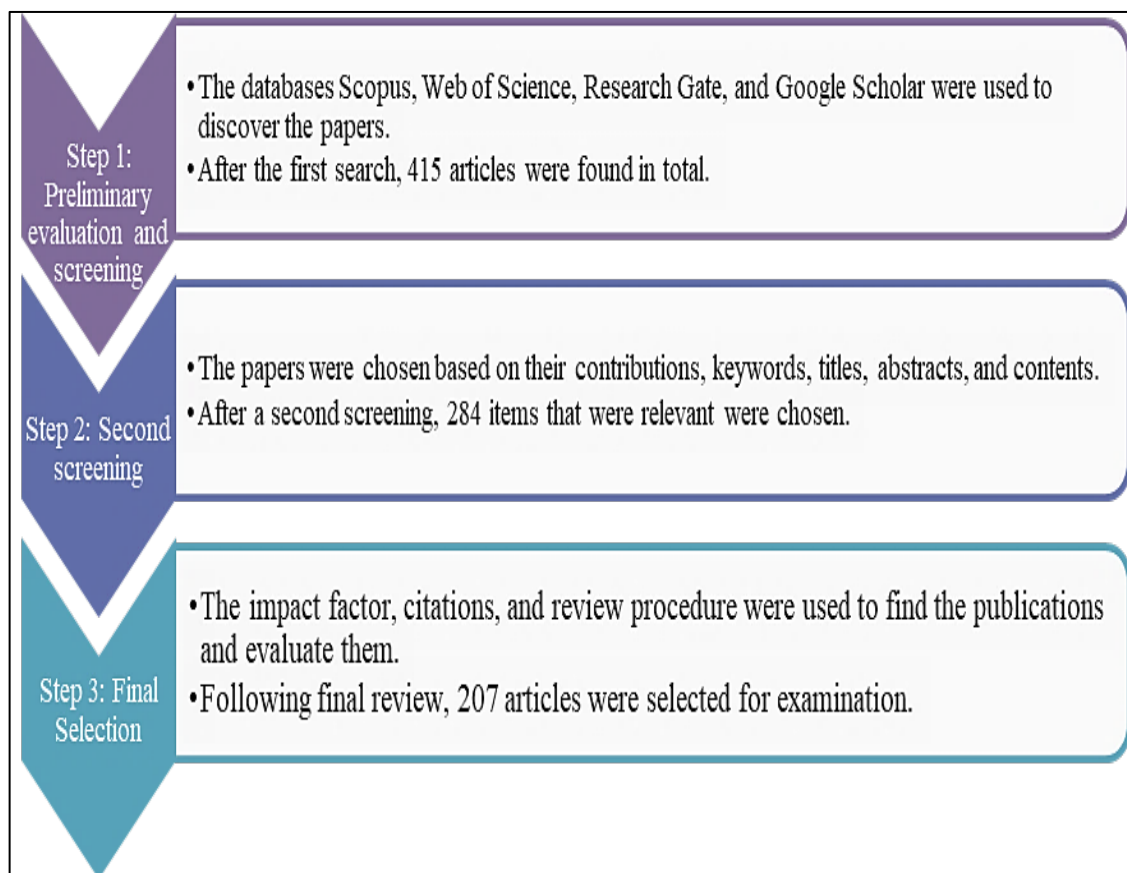 Step 1:
Preliminary
evaluation and
screening
•The databases Scopus, Web of Science, Research Gate, and Google Scholar were used to
discover the papers.
•After the first search, 415 articles were found in total.
Step 2: Second
screening
•The papers were chosen based on their contributions, keywords, titles, abstracts, and contents.
•After a second screening, 284 items that were relevant were chosen.
Step 3: Final
Selection
•The impact factor, citations, and review procedure were used to find the publications
and evaluate them.
•Following final review, 207 articles were selected for examination.